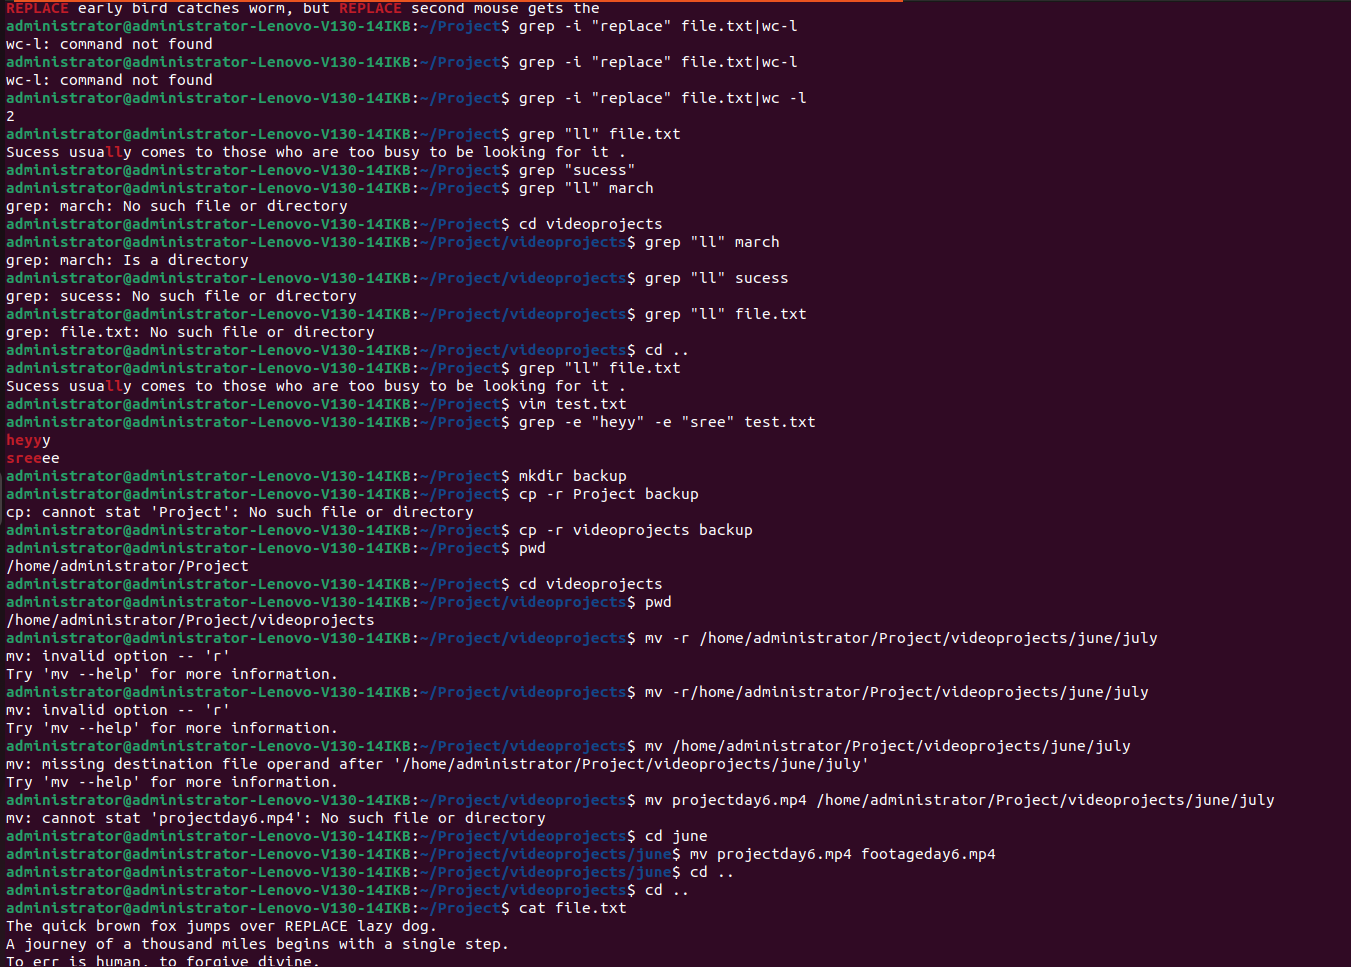 REPLACE early bird catches worm, but REPLACE second mouse gets the
administrator@administrator-Lenovo-V130-14IKB:~/Project$ grep -i "replace" file.txt|wc-l
wc-l: command not found
administrator@administrator-Lenovo-V130-14IKB:~/Project$ grep -i "replace" file.txt|wc-l
wc-l: command not found
administrator@administrator-Lenovo-V130-14IKB:~/Project$ grep -i "replace" file.txt|wc -l
2
administrator@administrator-Lenovo-V130-14IKB:~/Project$ grep "ll" file.txt
Sucess usually comes to those who are too busy to be looking for it .
administrator@administrator-Lenovo-V130-14IKB:~/Project$ grep "sucess"
administrator@administrator-Lenovo-V130-14IKB:~/Project$ grep "ll" march
grep: march: No such file or directory
administrator@administrator-Lenovo-V130-14IKB:~/Project$ cd videoprojects
administrator@administrator-Lenovo-V130-14IKB:~/Project/videoprojects$ grep "ll" march
grep: march: Is a directory
administrator@administrator-Lenovo-V130-14IKB:~/Project/videoprojects$ grep "ll" sucess
grep: sucess: No such file or directory
administrator@administrator-Lenovo-V130-14IKB:~/Project/videoprojects$ grep "ll" file.txt
grep: file.txt: No such file or directory
administrator@administrator-Lenovo-V130-14IKB:~/Project/videoprojects$ cd ..
administrator@administrator-Lenovo-V130-14IKB:~/Project$ grep "ll" file.txt
Sucess usually comes to those who are too busy to be looking for it .
administrator@administrator-Lenovo-V130-14IKB:~/Project$ vim test.txt
administrator@administrator-Lenovo-V130-14IKB:~/Project$ grep -e "heyy" -e "sree" test.txt
heyyy
sreeee
administrator@administrator-Lenovo-V130-14IKB:~/Project$ mkdir backup
administrator@administrator-Lenovo-V130-14IKB:~/Project$ cp -r Project backup
cp: cannot stat 'Project': No such file or directory
administrator@administrator-Lenovo-V130-14IKB:~/Project$ cp -r videoprojects backup
administrator@administrator-Lenovo-V130-14IKB:~/Project$ pwd
/home/administrator/Project
administrator@administrator-Lenovo-V130-14IKB:~/Project$ cd videoprojects
administrator@administrator-Lenovo-V130-14IKB:~/Project/videoprojects$ pwd
/home/administrator/Project/videoprojects
administrator@administrator-Lenovo-V130-14IKB:~/Project/videoprojects$ mv -r /home/administrator/Project/videoprojects/june/july
mv: invalid option -- 'r'
Try 'mv --help' for more information.
administrator@administrator-Lenovo-V130-14IKB:~/Project/videoprojects$ mv -r/home/administrator/Project/videoprojects/june/july
mv: invalid option -- 'r'
Try 'mv --help' for more information.
administrator@administrator-Lenovo-V130-14IKB:~/Project/videoprojects$ mv /home/administrator/Project/videoprojects/june/july
mv: missing destination file operand after '/home/administrator/Project/videoprojects/june/july'
Try 'mv --help' for more information.
administrator@administrator-Lenovo-V130-14IKB:~/Project/videoprojects$ mv projectday6.mp4 /home/administrator/Project/videoprojects/june/july
mv: cannot stat 'projectday6.mp4': No such file or directory
administrator@administrator-Lenovo-V130-14IKB:~/Project/videoprojects$ cd june
administrator@administrator-Lenovo-V130-14IKB:~/Project/videoprojects/june$ mv projectday6.mp4 footageday6.mp4
administrator@administrator-Lenovo-V130-14IKB:~/Project/videoprojects/june$ cd ..
administrator@administrator-Lenovo-V130-14IKB:~/Project/videoprojects$ cd ..
administrator@administrator-Lenovo-V130-14IKB:~/Project$ cat file.txt
The quick brown fox jumps over REPLACE lazy dog.
A journey of a thousand miles begins with a single step.
To err is human, to forgive divine.